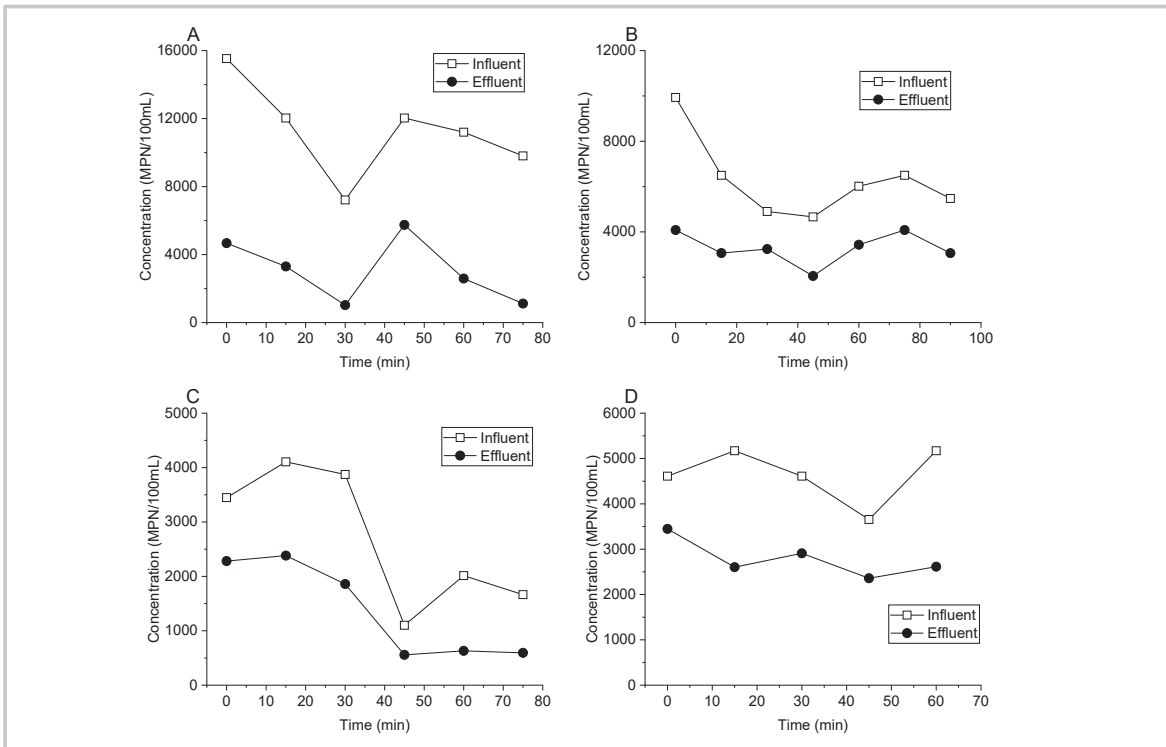 A
16000
12000
8000
4000
0
Concentration (MPN/100mL)
Influent
Effluent
0 10 20 30 40 50 60 70 80
Time (min)
B
12000
8000
4000
0
Concentration (MPN/100mL)
Influent
Effluent
0 20 40 60 80 100
Time (min)
C
5000
4000
3000
2000
1000
0
Concentration (MPN/100mL)
Influent
Effluent
0 10 20 30 40 50 60 70 80
Time (min)
D
6000
5000
4000
3000
2000
1000
0
Concentration (MPN/100mL)
Influent
Effluent
0 10 20 30 40 50 60 70
Time (min)